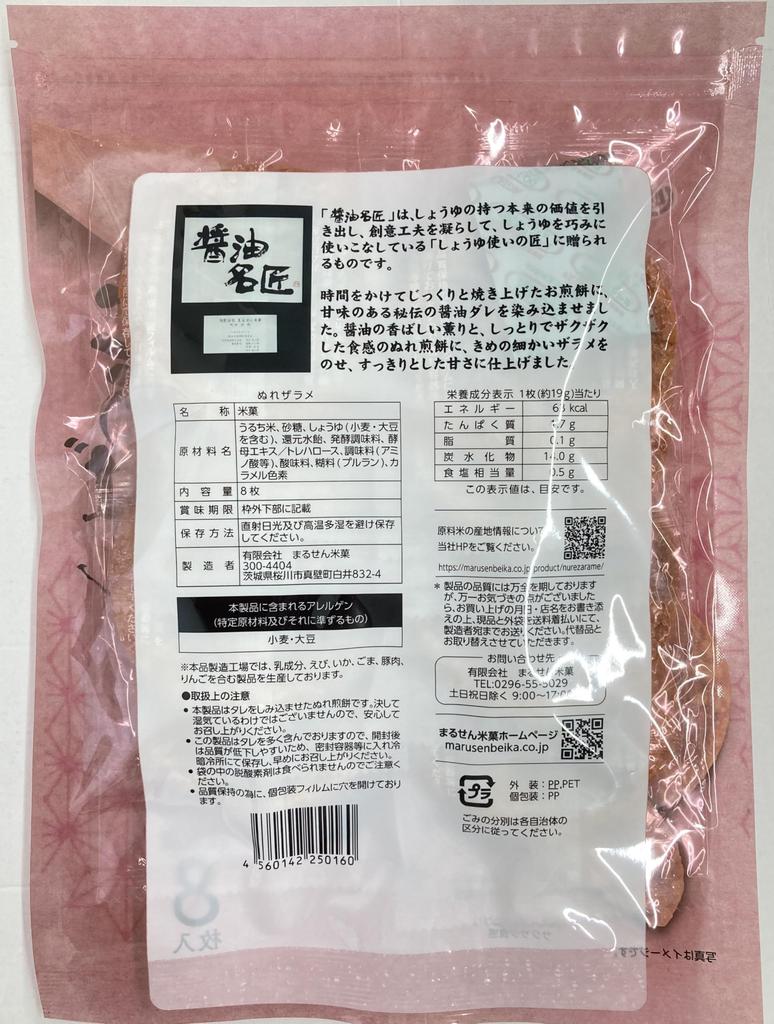 醤油
名匠
「醬油名匠」は、しょうゆの持つ本来の価値を引
き出し、創意工夫を凝らして、しょうゆを巧みに
使いこなしている「しょうゆ使いの匠」に贈られ
るものです。
時間をかけてじっくりと焼き上げたお煎餅に、
甘味のある秘伝の醤油ダレを染み込ませまし
た。醤油の香ばしい薫りと、しっとりでザクザク
した食感のぬれ煎餅に、きめの細かいザラメを
のせ、すっきりとした甘さに仕上げました。
ぬれザラメ
名称 米菓
原材料名 うるち米、砂糖、しょうゆ(小麦・大豆
を含む)、還元水飴、発酵調味料、酵
母エキス/トレハロース、調味料(アミ
ノ酸等)、酸味料、糊料(プルラン)、カ
ラメル色素
内容量 8枚
賞味期限 枠外下部に記載
保存方法 直射日光及び高温多湿を避け保存
してください。
製造者 有限会社 まるせん米菓
300-4404
茨城県桜川市真壁町白井832-4
本製品に含まれるアレルゲン
(特定原材料及びそれに準ずるもの)
小麦・大豆
※本品製造工場では、乳成分、えび、いか、ごま、豚肉、
りんごを含む製品を生産しております。
●取扱上の注意
• 本製品はタレをしみ込ませたぬれ煎餅です。決して
湿気ているわけではございませんので、安心して
お召し上がりください。
• この製品はタレを多く含んでおりますので、開封後
は品質が低下しやすいため、密封容器等に入れ冷
暗冷所にて保存し、早めにお召し上がりください。
• 袋の中の脱酸素剤は食べられませんのでご注意く
ださい。
• 品質保持の為に、個包装フィルムに穴を開けており
ます。
4 560142 250160
栄養成分表示 1枚(約19g)当たり
エネルギー kcal
たんぱく質 g
脂質 0.1 g
炭水化物 14.0 g
食塩相当量 0.5 g
この表示値は、目安です。
原料米の産地情報につい
当社HPをご覧ください。
https://marusenbeika.co.jp/product/nurezarame/
* 製品の品質には万全を期しております
が、万一お気づきの点がございました
ら、お買い上げの月日・店名をお書き添
えの上、現品と外袋を送料着払いにて、
製造者宛までお送りください。代替品と
お取り替えさせていただきます。
お問い合わせ先
有限会社 まるせん米菓
TEL:0296-55-5029
土日祝日除く 9:00〜17:00
まるせん米菓ホームページ
marusenbeika.co.jp
プラ
外装:PP,PET
個包装:PP
ごみの分別は各自治体の
区分に従ってください。
8
枚入
写真はイメージです。